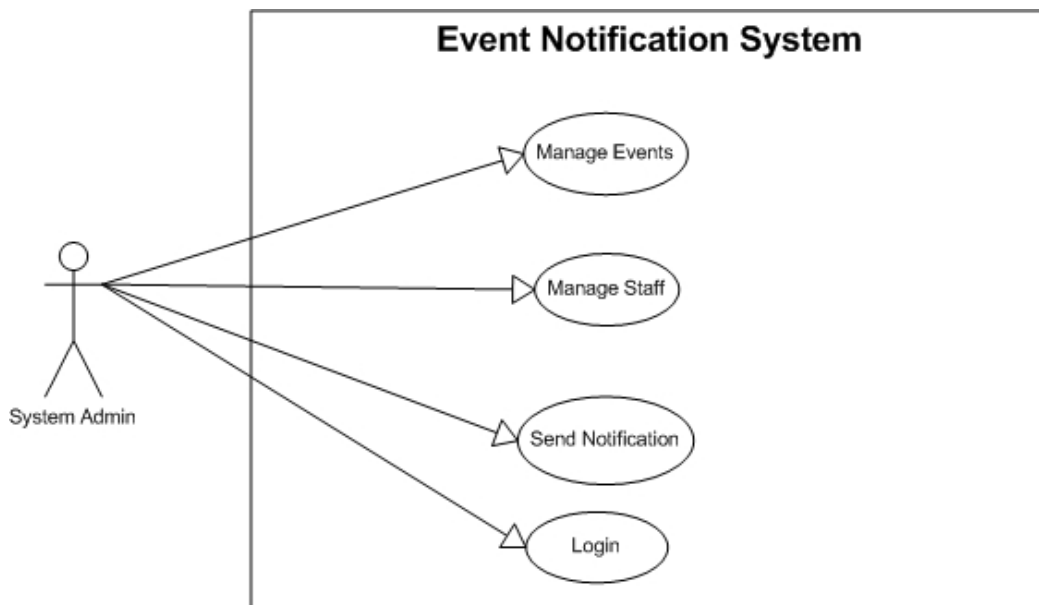 Event Notification System
Manage Events
Manage Staff
System Admin
Send Notification
Login